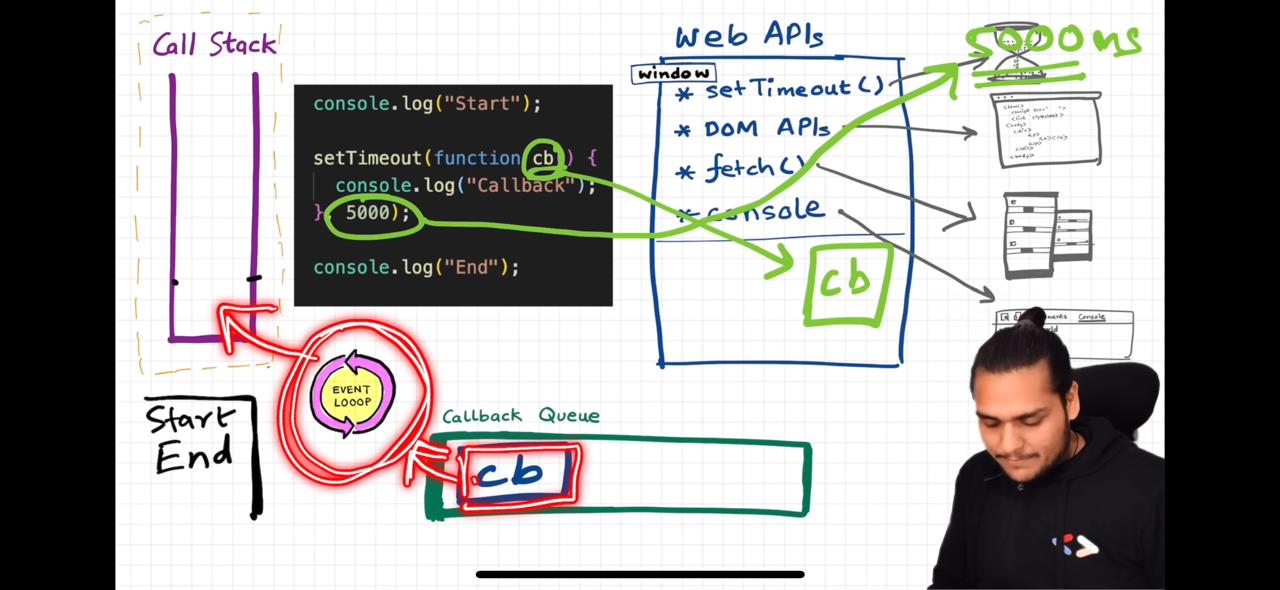 Call Stack
console.log("Start");
setTimeout(function cb() {
console.log("Callback");
}, 5000);
console.log("End");
Web APIs
window
* setTimeout()
* DOM APIs
* fetch()
* console
cb
5000ms
Console
EVENT
LOOOP
Start
End
Callback Queue
cb